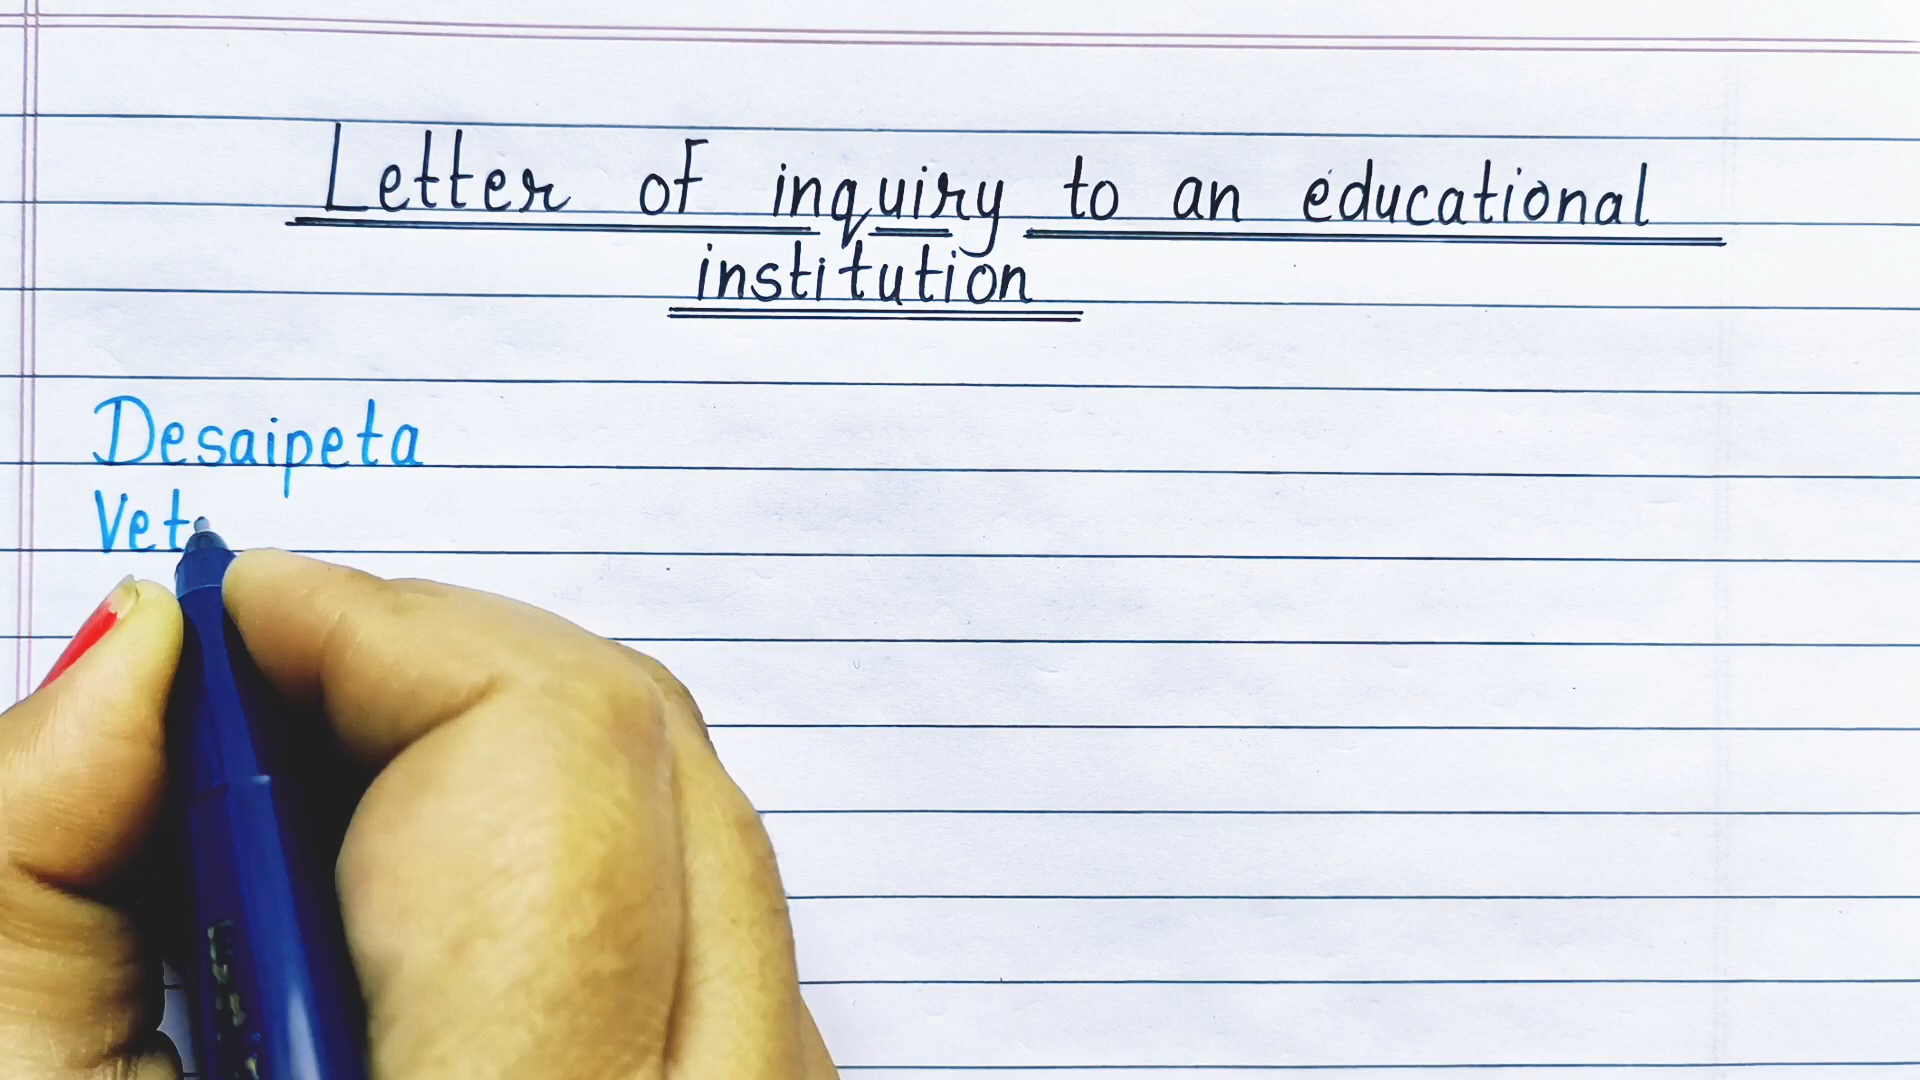 Letter of inquiry to an educational
institution
Desaipeta
Vet